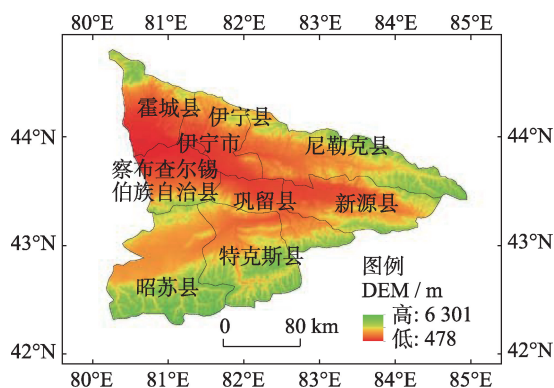 80°E 81°E 82°E 83°E 84°E 85°E
霍城县
伊宁县
44°N
44°N
伊宁市
尼勒克县
察布查尔锡
伯族自治县
巩留县
新源县
43°N
43°N
特克斯县
昭苏县
图例
DEM / m
高: 6 301
低: 478
0 80 km
42°N
42°N
80°E 81°E 82°E 83°E 84°E 85°E